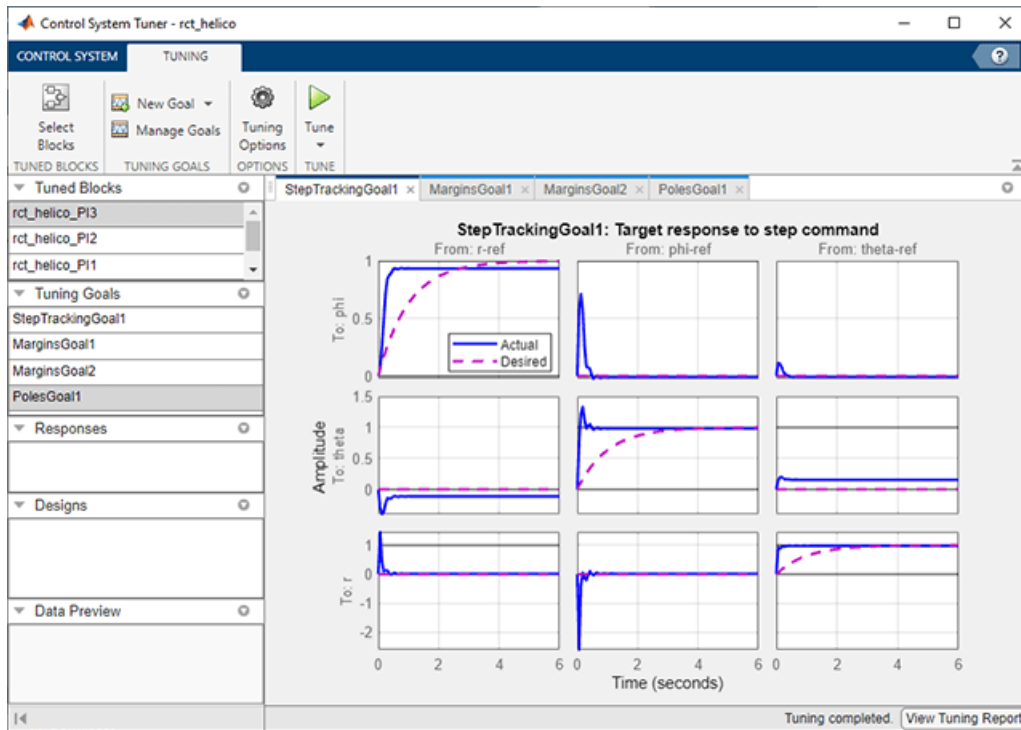 Control System Tuner - rct_helico
CONTROL SYSTEM TUNING
?
Select Blocks
New Goal
Manage Goals
Tuning Options
Tune
TUNED BLOCKS TUNING GOALS OPTIONS TUNE
Tuned Blocks
rct_helico_PI3
rct_helico_PI2
rct_helico_PI1
Tuning Goals
StepTrackingGoal1
MarginsGoal1
MarginsGoal2
PolesGoal1
Responses
Designs
Data Preview
StepTrackingGoal1 MarginsGoal1 MarginsGoal2 PolesGoal1
StepTrackingGoal1: Target response to step command
From: r-ref From: phi-ref From: theta-ref
Amplitude
To: phi
1
0.5
0
Actual
Desired
To: theta
1.5
1
0.5
0
To: r
1
0
-1
-2
0 2 4 6 0 2 4 6 0 2 4 6
Time (seconds)
Tuning completed. View Tuning Report